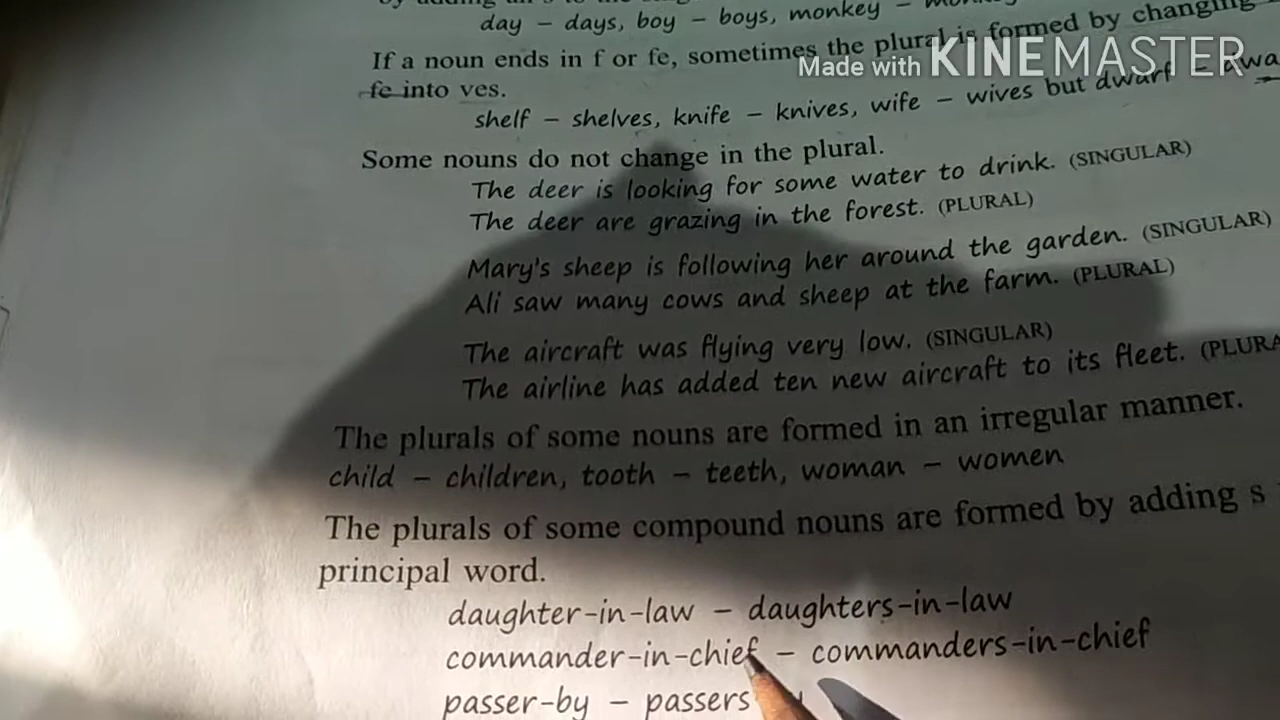 day – days, boy – boys, monkey –
If a noun ends in f or fe, sometimes the plural is formed by changing
fe into ves.
Made with KINEMASTER
shelf – shelves, knife – knives, wife – wives but dwarf –
Some nouns do not change in the plural.
The deer is looking for some water to drink. (SINGULAR)
The deer are grazing in the forest. (PLURAL)
Mary's sheep is following her around the garden. (SINGULAR)
Ali saw many cows and sheep at the farm. (PLURAL)
The aircraft was flying very low. (SINGULAR)
The airline has added ten new aircraft to its fleet. (PLURA
The plurals of some nouns are formed in an irregular manner.
child – children, tooth – teeth, woman – women
The plurals of some compound nouns are formed by adding s
principal word.
daughter-in-law – daughters-in-law
commander-in-chief – commanders-in-chief
passer-by – passers